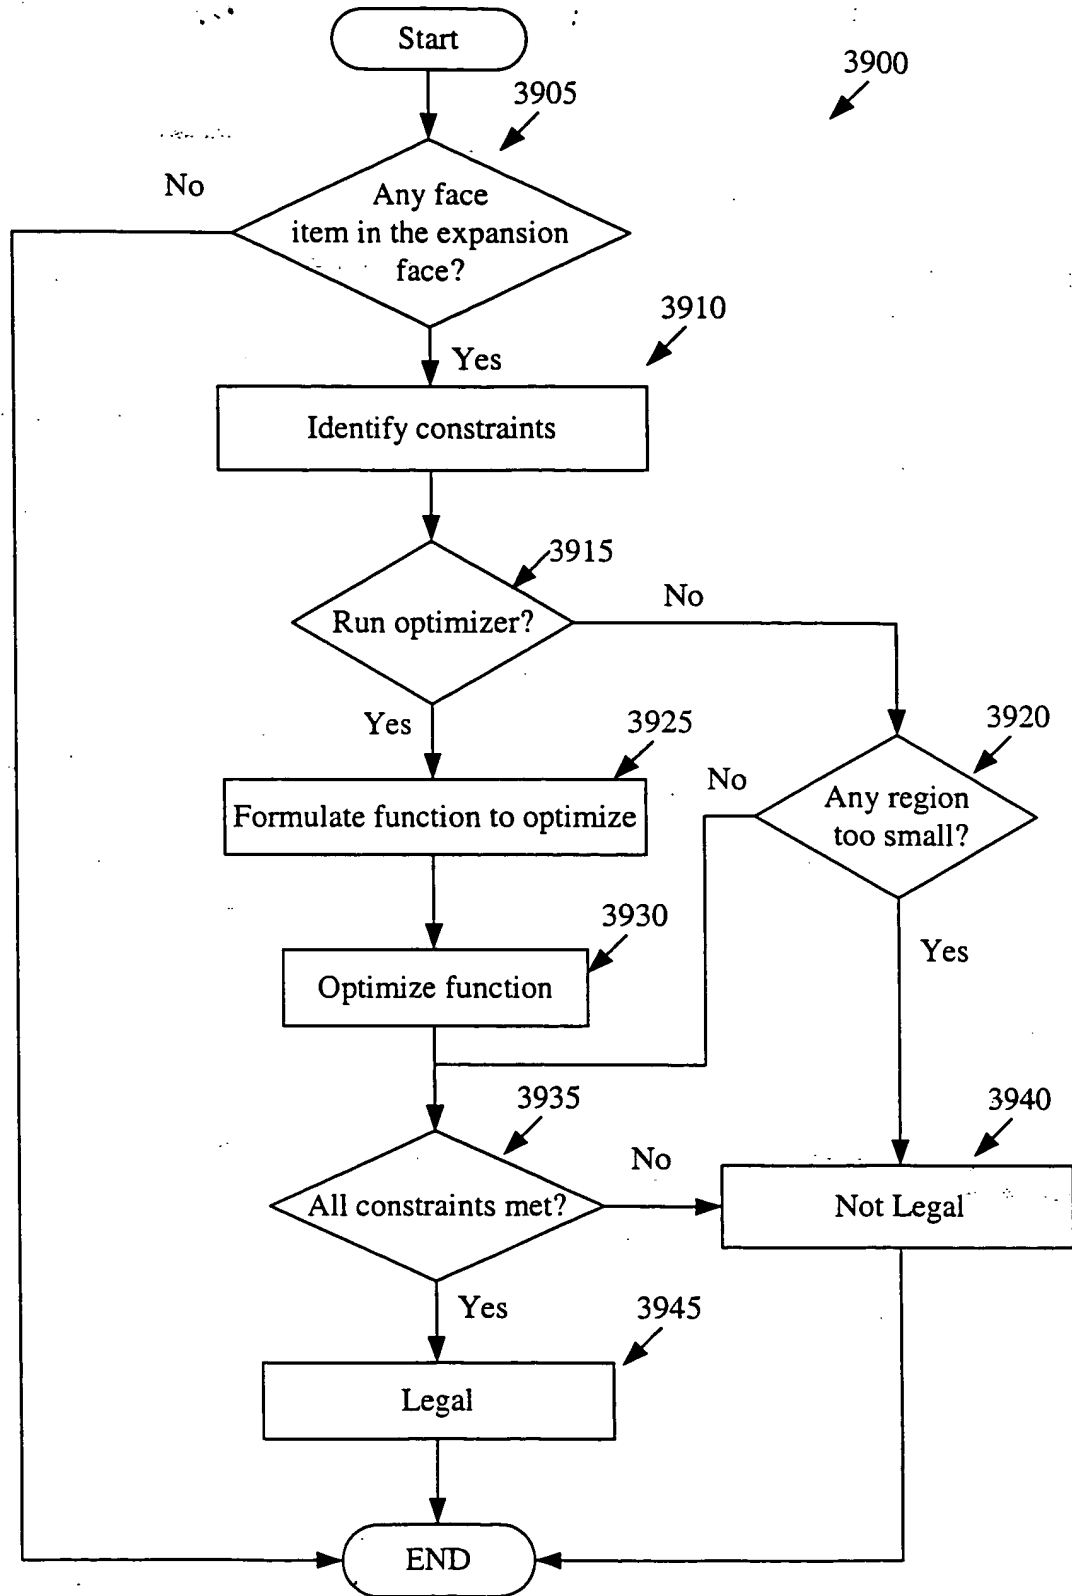 Start
3900
3905
No
Any face
item in the expansion
face?
3910
Yes
Identify constraints
3915
Run optimizer?
No
Yes
3925
3920
Formulate function to optimize
No
Any region
too small?
3930
Optimize function
Yes
3935
3940
All constraints met?
No
Not Legal
Yes
3945
Legal
END